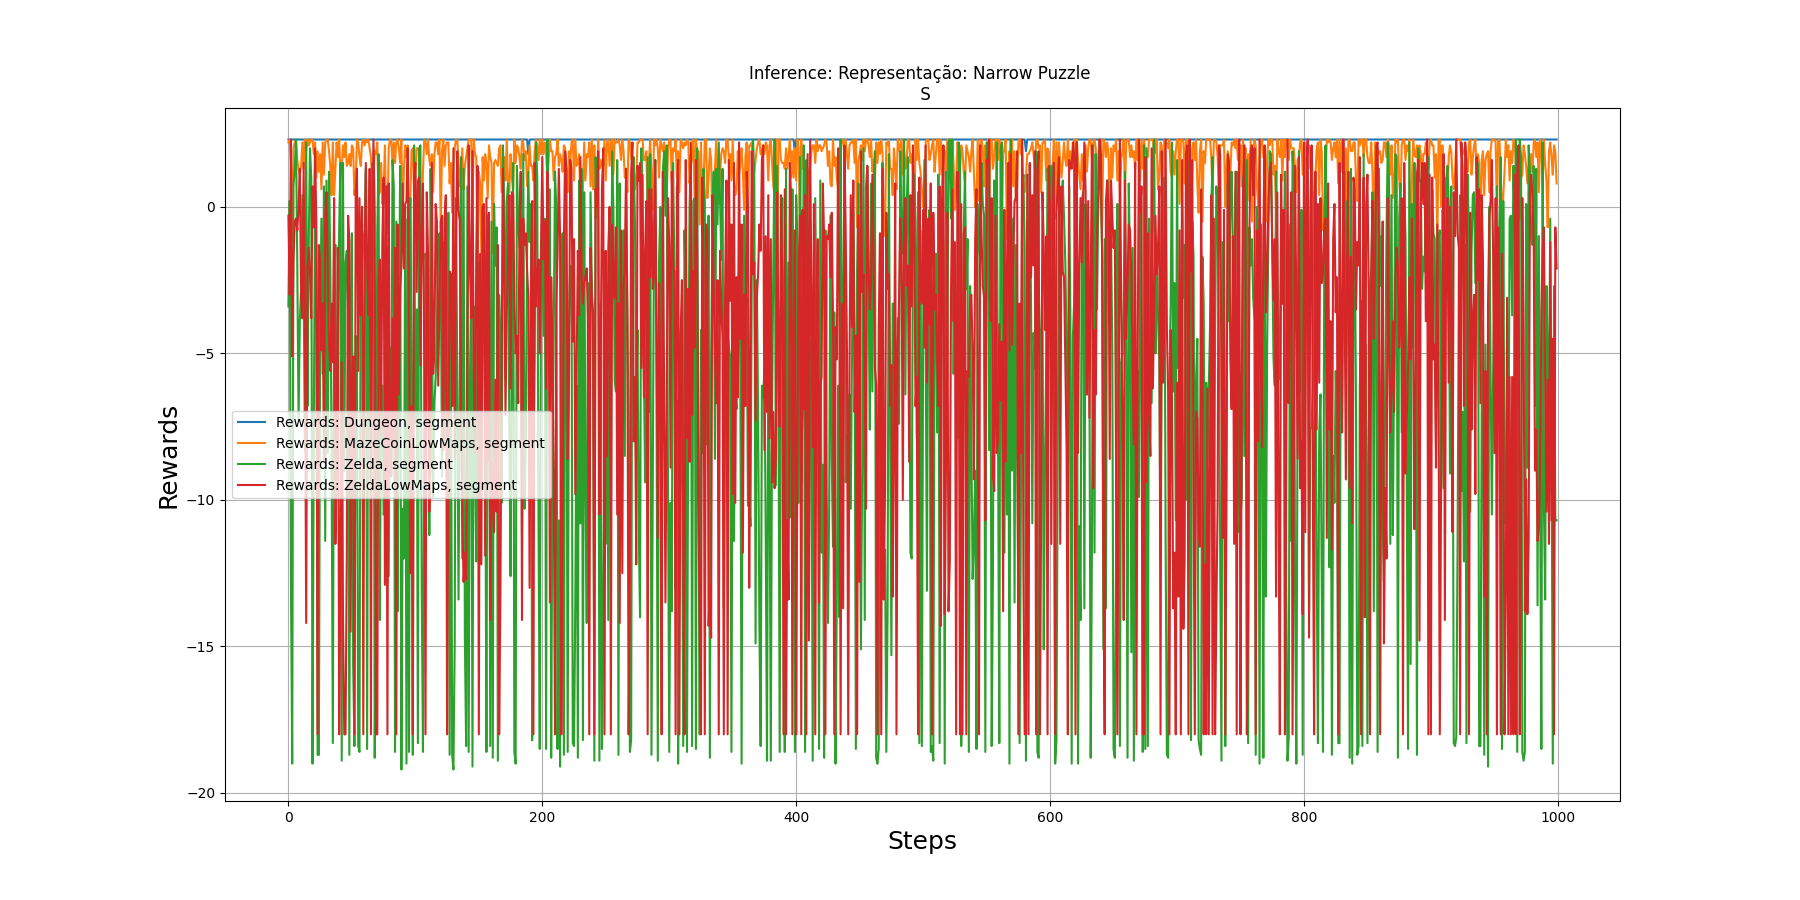 Inference: Representação: Narrow Puzzle
S
Rewards
0
−5
−10
−15
−20
Rewards: Dungeon, segment
Rewards: MazeCoinLowMaps, segment
Rewards: Zelda, segment
Rewards: ZeldaLowMaps, segment
0 200 400 600 800 1000
Steps